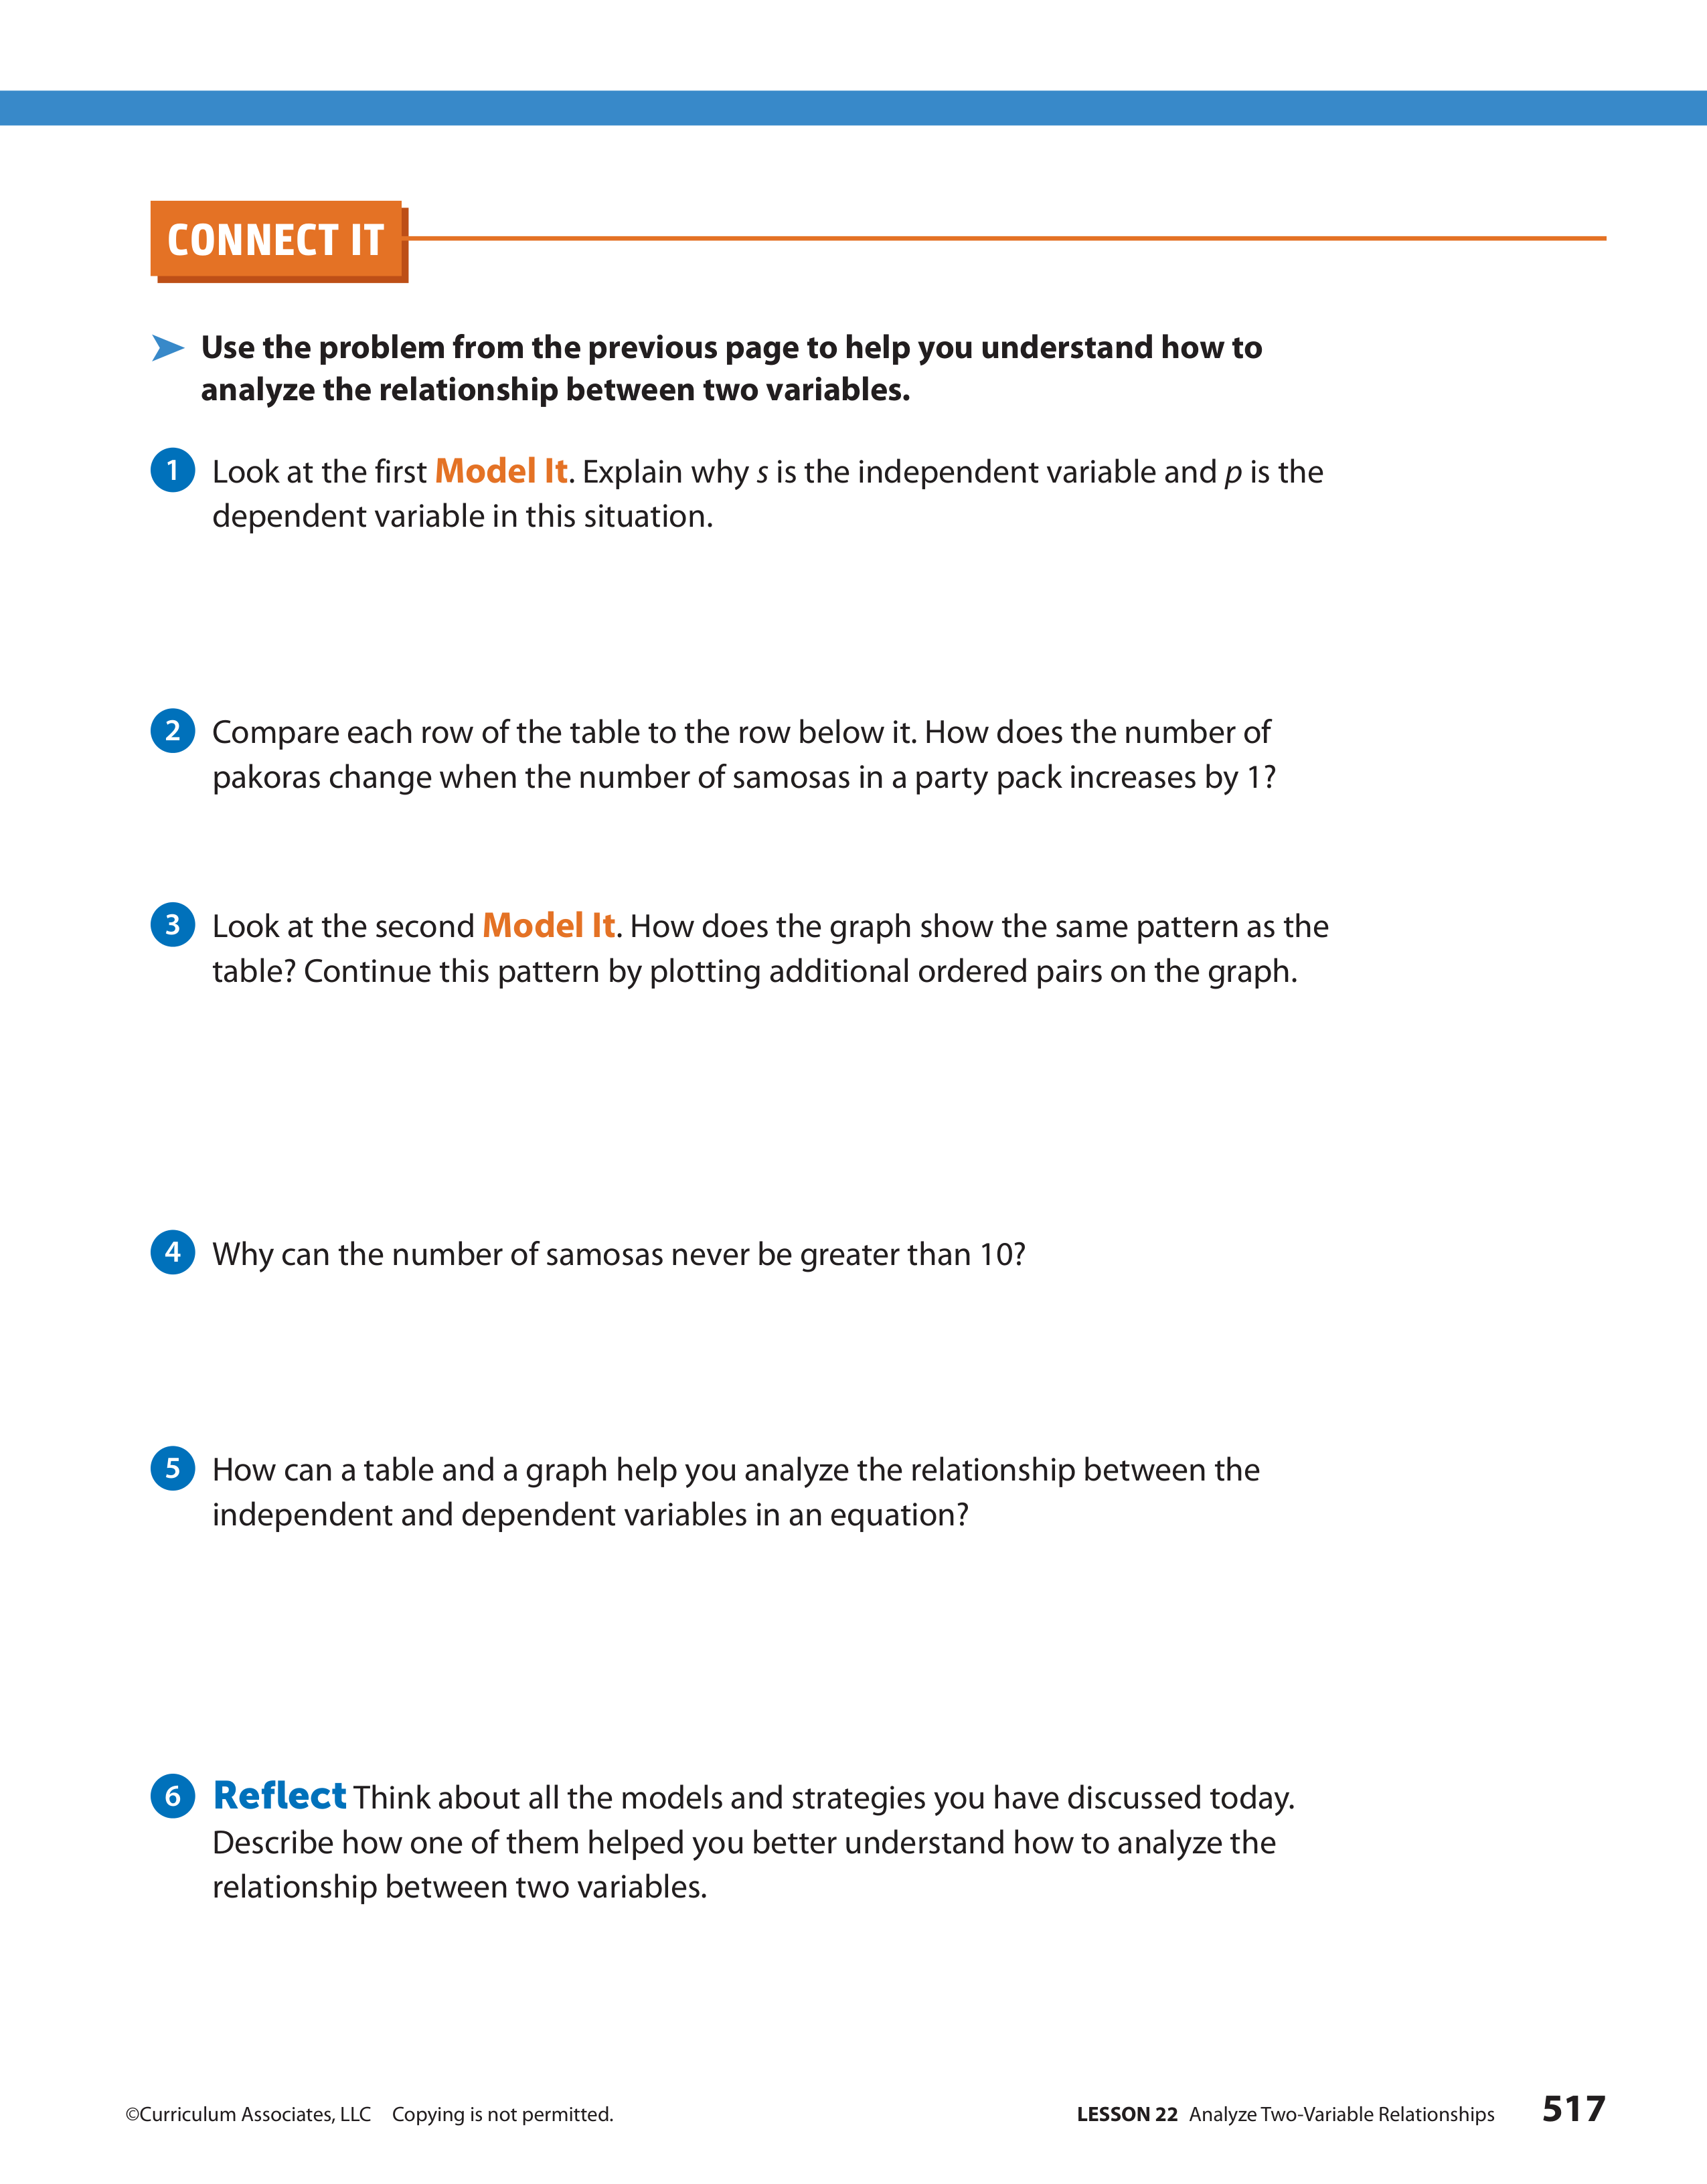 CONNECT IT
Use the problem from the previous page to help you understand how to
analyze the relationship between two variables.
1 Look at the first Model It. Explain why s is the independent variable and p is the
dependent variable in this situation.
2 Compare each row of the table to the row below it. How does the number of
pakoras change when the number of samosas in a party pack increases by 1?
3 Look at the second Model It. How does the graph show the same pattern as the
table? Continue this pattern by plotting additional ordered pairs on the graph.
4 Why can the number of samosas never be greater than 10?
5 How can a table and a graph help you analyze the relationship between the
independent and dependent variables in an equation?
6 Reflect Think about all the models and strategies you have discussed today.
Describe how one of them helped you better understand how to analyze the
relationship between two variables.
©Curriculum Associates, LLC Copying is not permitted. LESSON 22 Analyze Two-Variable Relationships 517